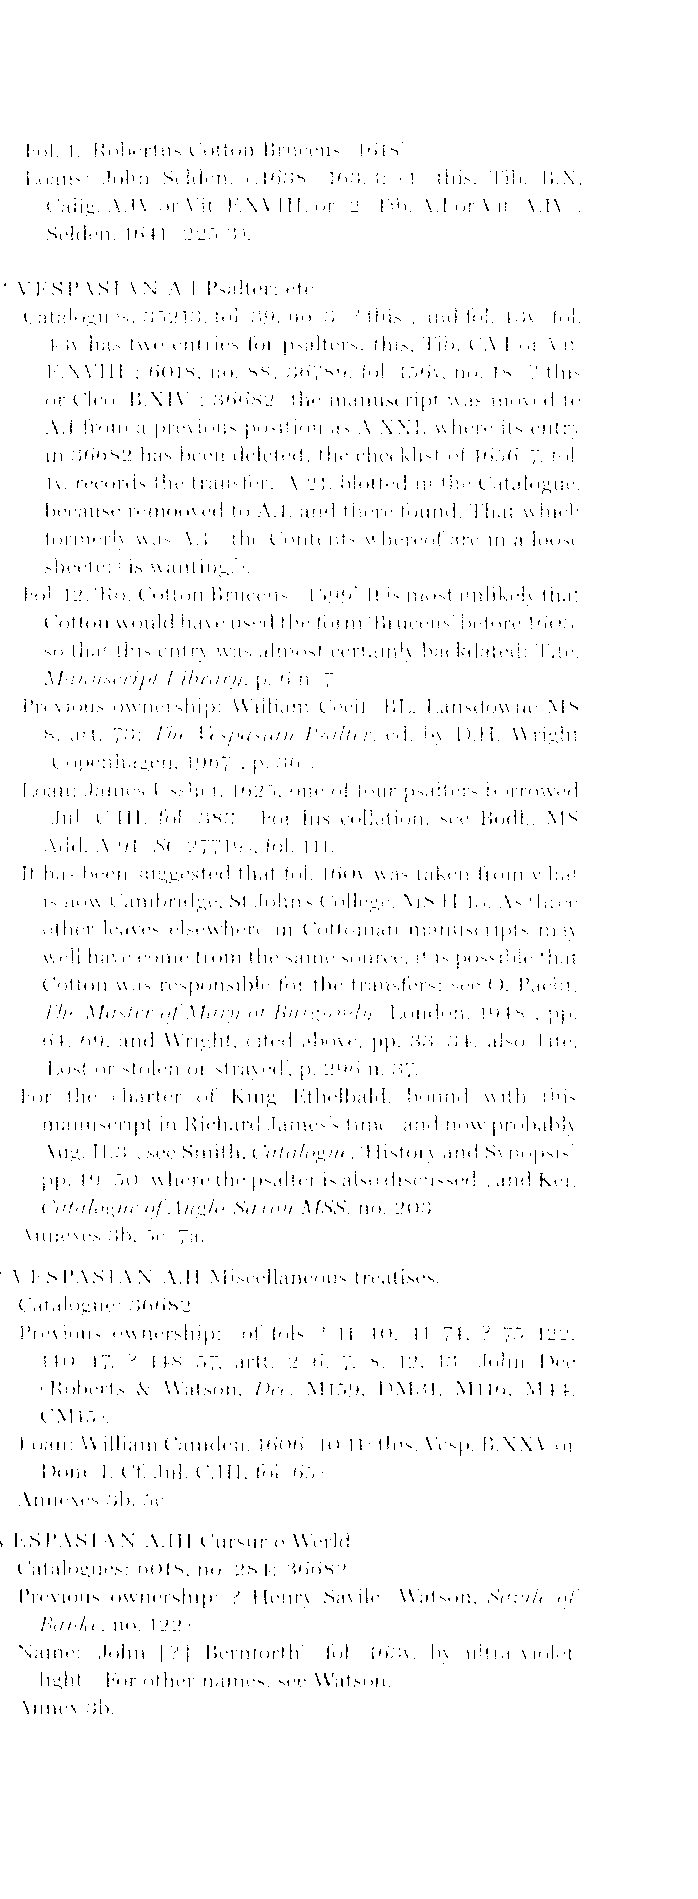 Fol. 1, 'Robertus Cotton Bruceus' 1618
Loans: John Selden, c.1638 this, Tib. B.X,
Calig. A.IV or Vit. F.XVIII, or 2: Tib. A.I or Vit. A.IV
Selden, 1641
VESPASIAN A.I Psalter; etc
Catalogues: 35213, fol. 39, no. 3 ? this, and fol. 43v fol.
43v has two entries for psalters, this, Tib. C.VI or Vit.
F.XVIII; 6018, no. 88; 36789, fol. 156v, no. 18 ? this
or Cleo. B.XIV; 36682 the manuscript was moved to
A.I from a previous position as A.XXI, where its entry
in 36682 has been deleted, the checklist of 1656-7, fol.
1v, records the transfer: A.21, blotted in the Catalogue,
because remooved to A.1, and there found. That which
formerly was A.1 the Contents whereof are in a loose
sheete: is wanting.
Fol. 12, 'Ro. Cotton Bruceus 1599' It is most unlikely that
Cotton would have used the form 'Bruceus' before 1603
so that this entry was almost certainly backdated: Tite,
Manuscript Library, p. 6 n. 7
Previous ownership: William Cecil BL, Lansdowne MS
8, art. 73: The Vespasian Psalter, ed. by D.H. Wright
Copenhagen, 1967, p. 36
Loan: James Ussher, 1625, one of four psalters borrowed
Jul. C.III, fol. 382 For his collation, see Bodl., MS
Add. A.91 SC 27719, fol. 111.
It has been suggested that fol. 160v was taken from what
is now Cambridge, St John's College, MS H.13. As three
other leaves elsewhere in Cottonian manuscripts may
well have come from the same source, it is possible that
Cotton was responsible for the transfers: see O. Pächt,
The Master of Mary of Burgundy London, 1948, pp.
64, 69, and Wright, cited above, pp. 33-34, also Tite,
'Lost or stolen or strayed', p. 296 n. 37.
For the charter of King Ethelbald, bound with this
manuscript in Richard James's time and now probably
Aug. II.3, see Smith, Catalogue, 'History and Synopsis'
pp. 49-50 where the psalter is also discussed, and Ker,
Catalogue of Anglo-Saxon MSS, no. 203
Annexes 3b, 5c, 7a.
VESPASIAN A.II Miscellaneous treatises.
Catalogue: 36682
Previous ownership: of fols ? 11-40, 41-74, ? 75-122,
140-47, ? 148-57, arts 2-6, 7, 8, 12, 13 John Dee
(Roberts & Watson, Dee, M159, DM31, M116, M44,
CM45).
Loan: William Camden, 1606-10 this, Vesp. B.XXV or
Dom. I. Cf. Jul. C.III, fol. 65
Annexes 3b, 5c
VESPASIAN A.III Cursur o World
Catalogues: 6018, no. 284; 36682
Previous ownership: ? Henry Savile Watson, Savile of
Banke, no. 122
Name: 'John [?] Bernforth' fol. 163v, by ultra-violet
light For other names, see Watson.
Annex 3b.